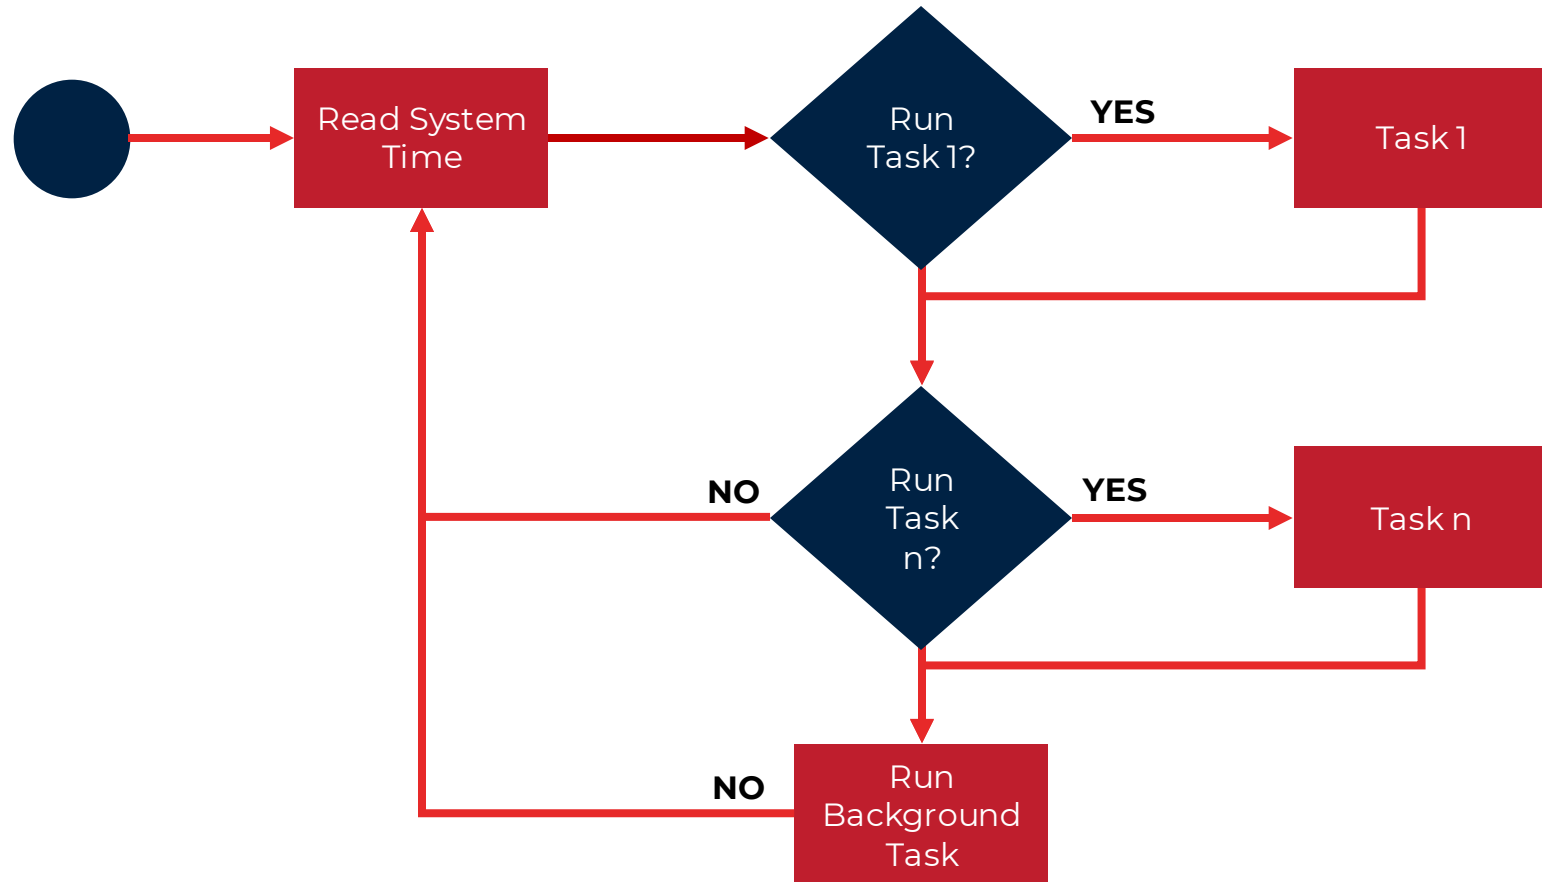 Read System
Time
Run
Task 1?
YES
Task 1
NO
Run
Task
n?
YES
Task n
NO
Run
Background
Task